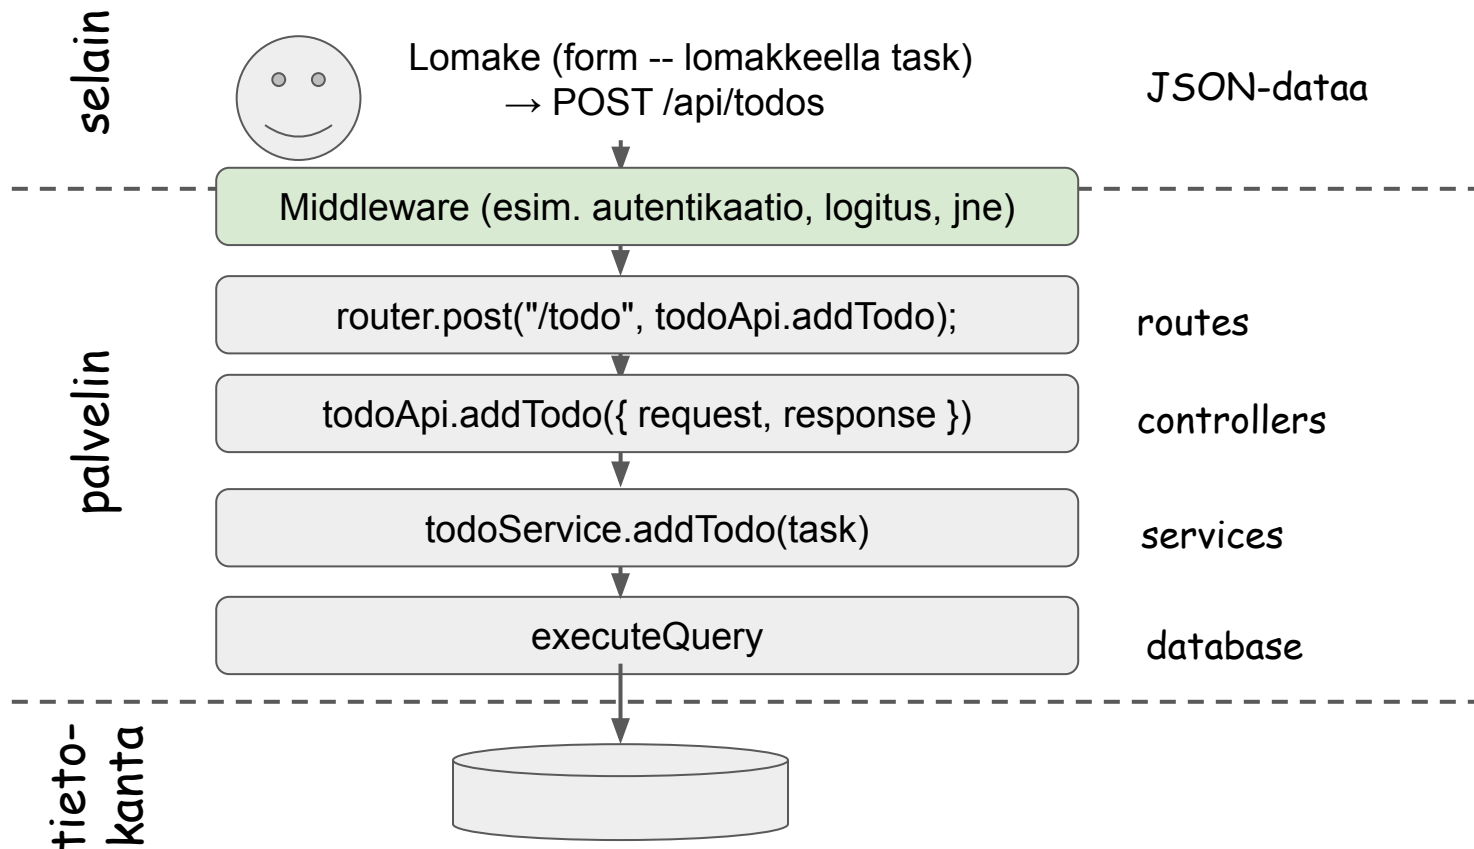 selain
Lomake (form -- lomakkeella task)
→ POST /api/todos
JSON-dataa
Middleware (esim. autentikaatio, logitus, jne)
palvelin
router.post("/todo", todoApi.addTodo);
routes
todoApi.addTodo({ request, response })
controllers
todoService.addTodo(task)
services
executeQuery
database
tieto-
kanta